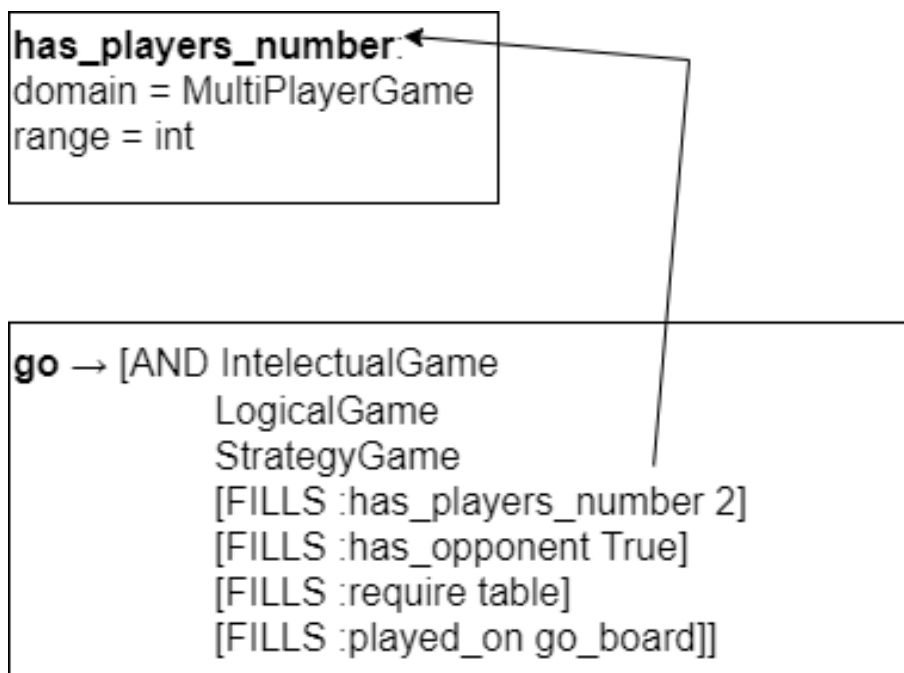 has_players_number:
domain = MultiPlayerGame
range = int
go → [AND IntelectualGame
LogicalGame
StrategyGame
[FILLS :has_players_number 2]
[FILLS :has_opponent True]
[FILLS :require table]
[FILLS :played_on go_board]]